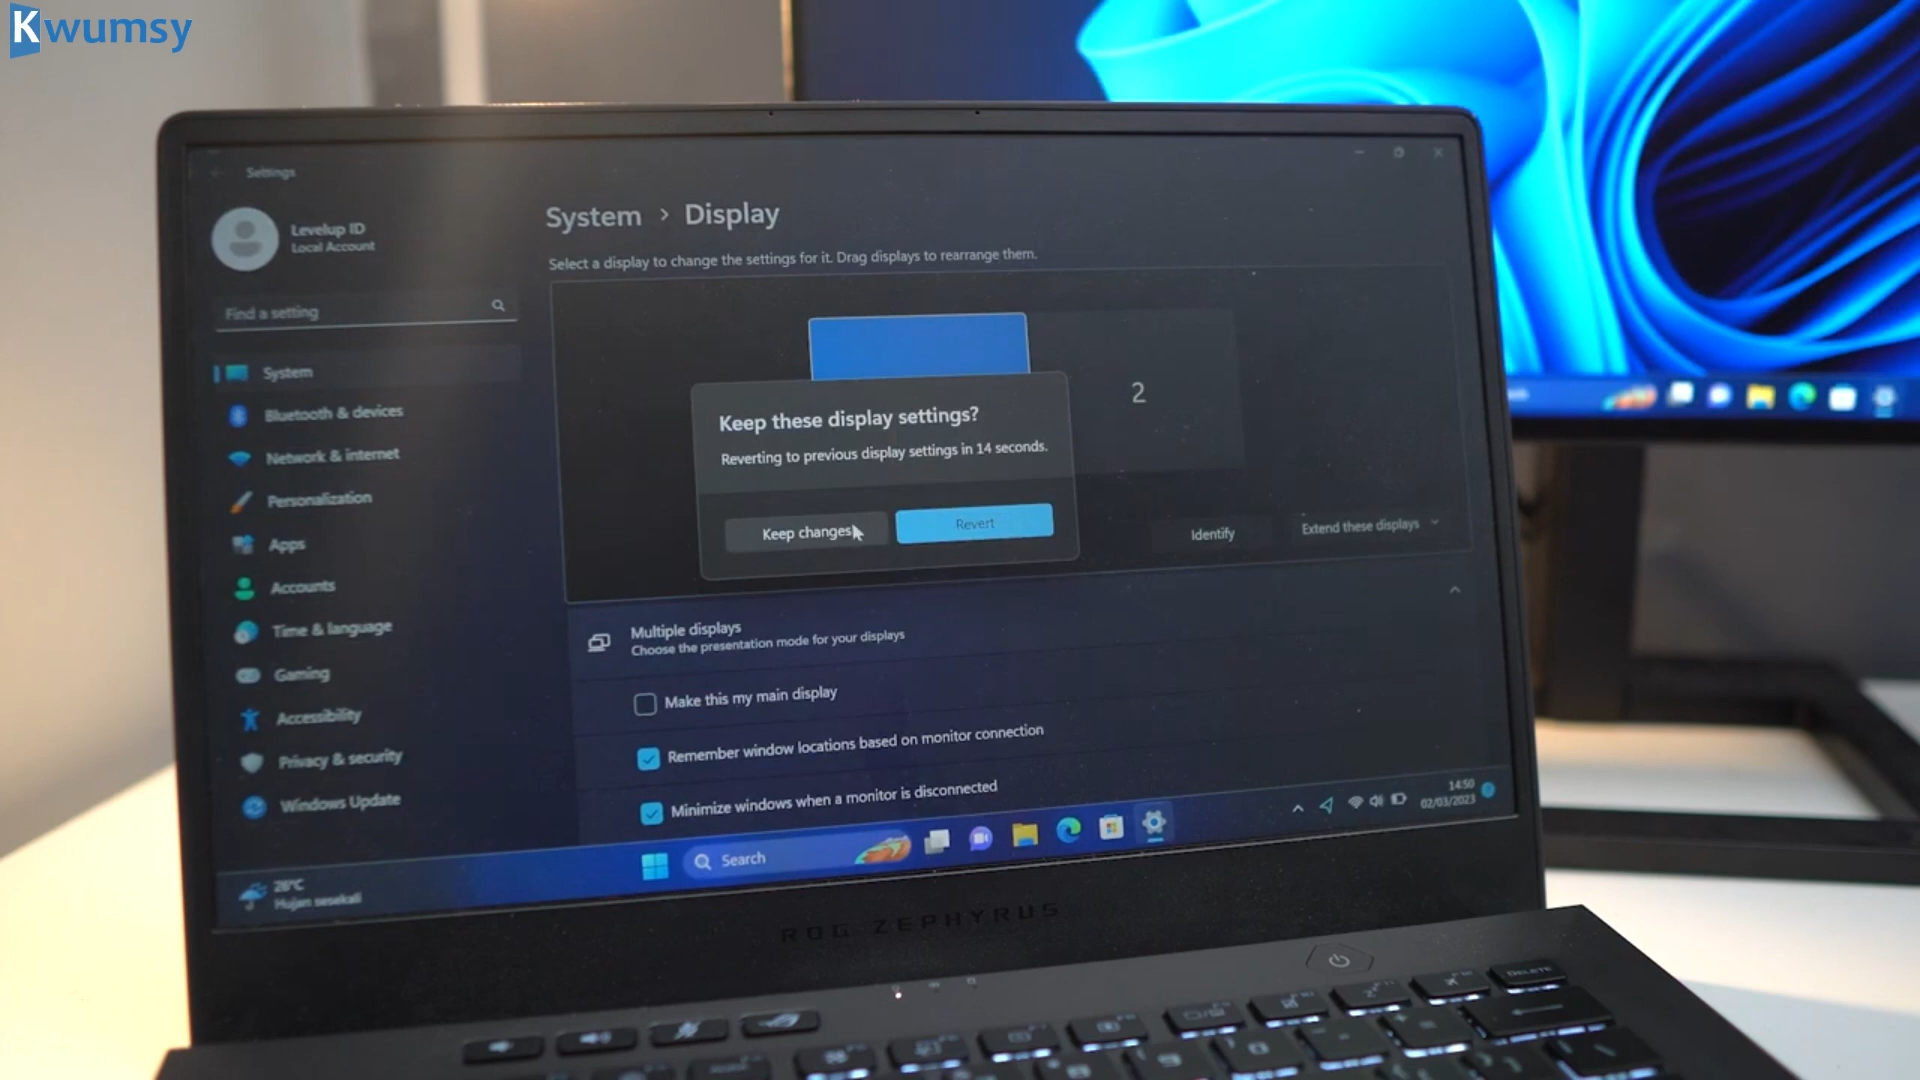 Kwumsy
Settings
Levelup ID
Local Account
Find a setting
System
Bluetooth & devices
Network & internet
Personalization
Apps
Accounts
Time & language
Gaming
Accessibility
Privacy & security
Windows Update
System > Display
Select a display to change the settings for it. Drag displays to rearrange them.
2
Keep these display settings?
Reverting to previous display settings in 14 seconds.
Keep changes
Revert
Identify
Extend these displays
Multiple displays
Choose the presentation mode for your displays
Make this my main display
Remember window locations based on monitor connection
Minimize windows when a monitor is disconnected
26°C
Hujan sesekali
Search
14:50
02/03/2023
ROG ZEPHYRUS
DELETE